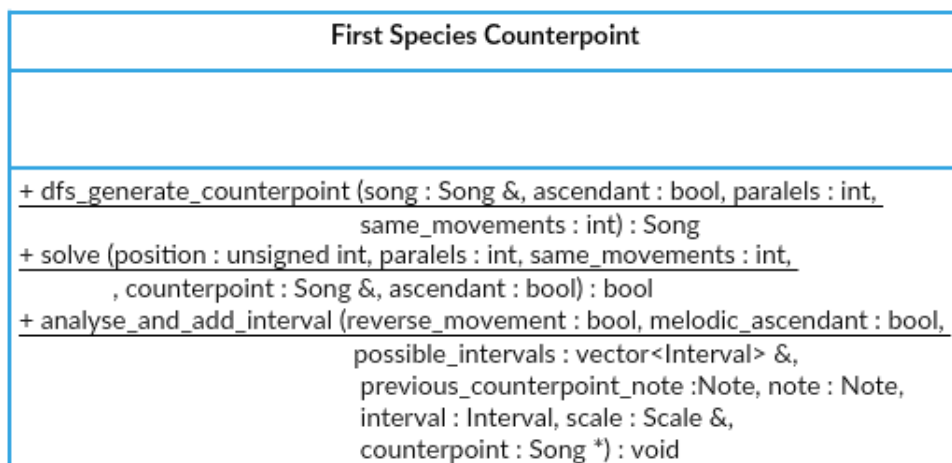 First Species Counterpoint
+ dfs_generate_counterpoint (song : Song &, ascendant : bool, paralels : int,
same_movements : int) : Song
+ solve (position : unsigned int, paralels : int, same_movements : int,
, counterpoint : Song &, ascendant : bool) : bool
+ analyse_and_add_interval (reverse_movement : bool, melodic_ascendant : bool,
possible_intervals : vector<Interval> &,
previous_counterpoint_note :Note, note : Note,
interval : Interval, scale : Scale &,
counterpoint : Song *) : void